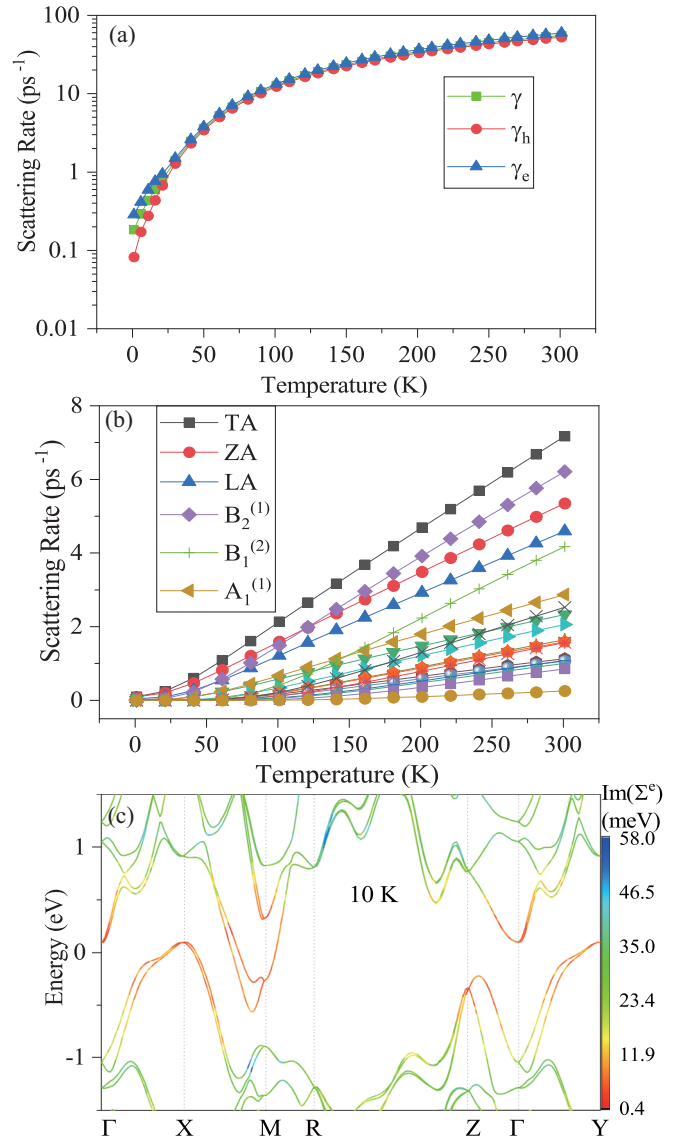 (a)
100
10
1
0.1
0.01
Scattering Rate (ps⁻¹)
γ
γh
γe
0 50 100 150 200 250 300
Temperature (K)
(b)
8
6
4
2
0
Scattering Rate (ps⁻¹)
TA
ZA
LA
B₂⁽¹⁾
B₁⁽²⁾
A₁⁽¹⁾
0 50 100 150 200 250 300
Temperature (K)
(c)
1
0
-1
Energy (eV)
10 K
Im(Σᵉ)
(meV)
58.0
46.5
35.0
23.4
11.9
0.4
Γ X M R Z Γ Y